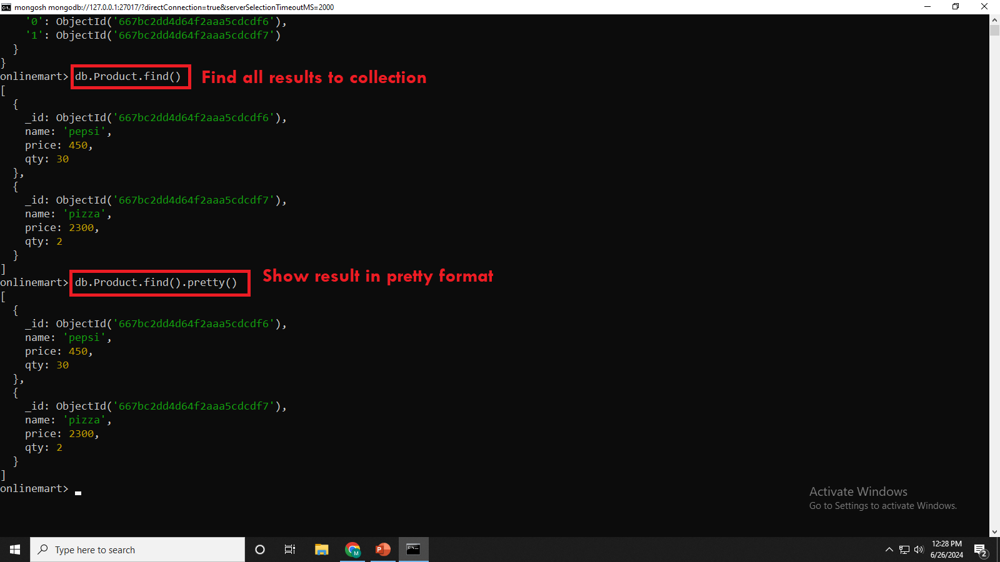 mongosh mongodb://127.0.0.1:27017/?directConnection=true&serverSelectionTimeoutMS=2000
'0': ObjectId('667bc2dd4d64f2aaa5cdcdf6'),
'1': ObjectId('667bc2dd4d64f2aaa5cdcdf7')
}
}
onlinemart> db.Product.find() Find all results to collection
[
{
_id: ObjectId('667bc2dd4d64f2aaa5cdcdf6'),
name: 'pepsi',
price: 450,
qty: 30
},
{
_id: ObjectId('667bc2dd4d64f2aaa5cdcdf7'),
name: 'pizza',
price: 2300,
qty: 2
}
]
onlinemart> db.Product.find().pretty() Show result in pretty format
[
{
_id: ObjectId('667bc2dd4d64f2aaa5cdcdf6'),
name: 'pepsi',
price: 450,
qty: 30
},
{
_id: ObjectId('667bc2dd4d64f2aaa5cdcdf7'),
name: 'pizza',
price: 2300,
qty: 2
}
]
onlinemart>
Activate Windows
Go to Settings to activate Windows.
Type here to search
12:28 PM
6/26/2024
2